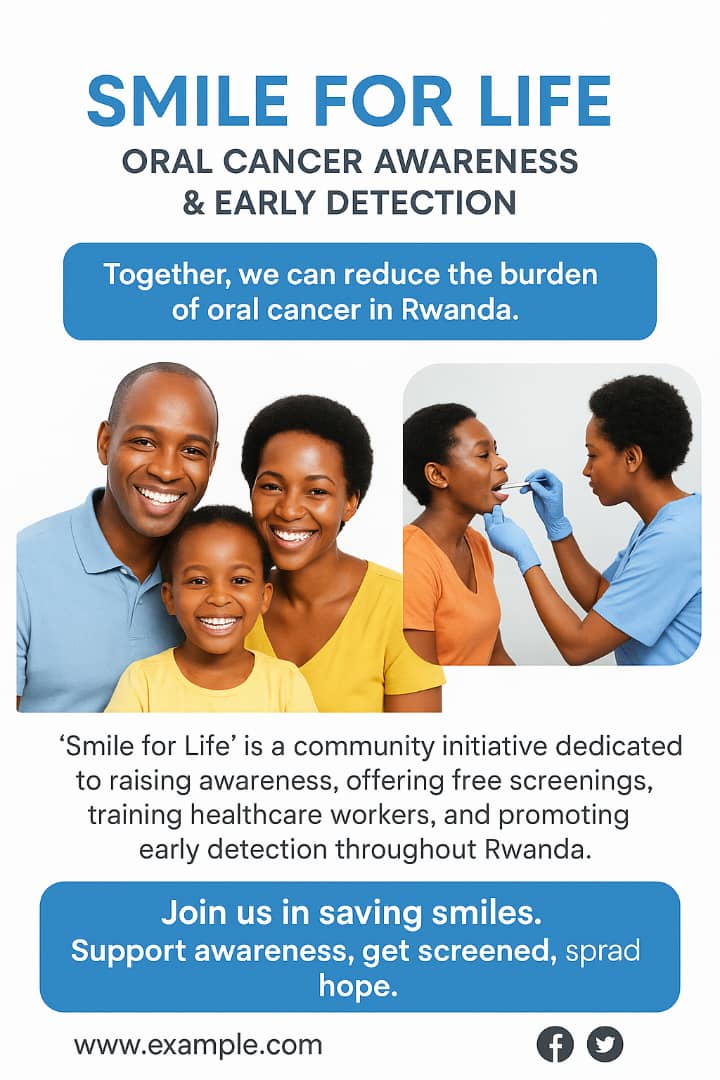 SMILE FOR LIFE
ORAL CANCER AWARENESS
& EARLY DETECTION
Together, we can reduce the burden
of oral cancer in Rwanda.
‘Smile for Life’ is a community initiative dedicated
to raising awareness, offering free screenings,
training healthcare workers, and promoting
early detection throughout Rwanda.
Join us in saving smiles.
Support awareness, get screened, sprad
hope.
www.example.com